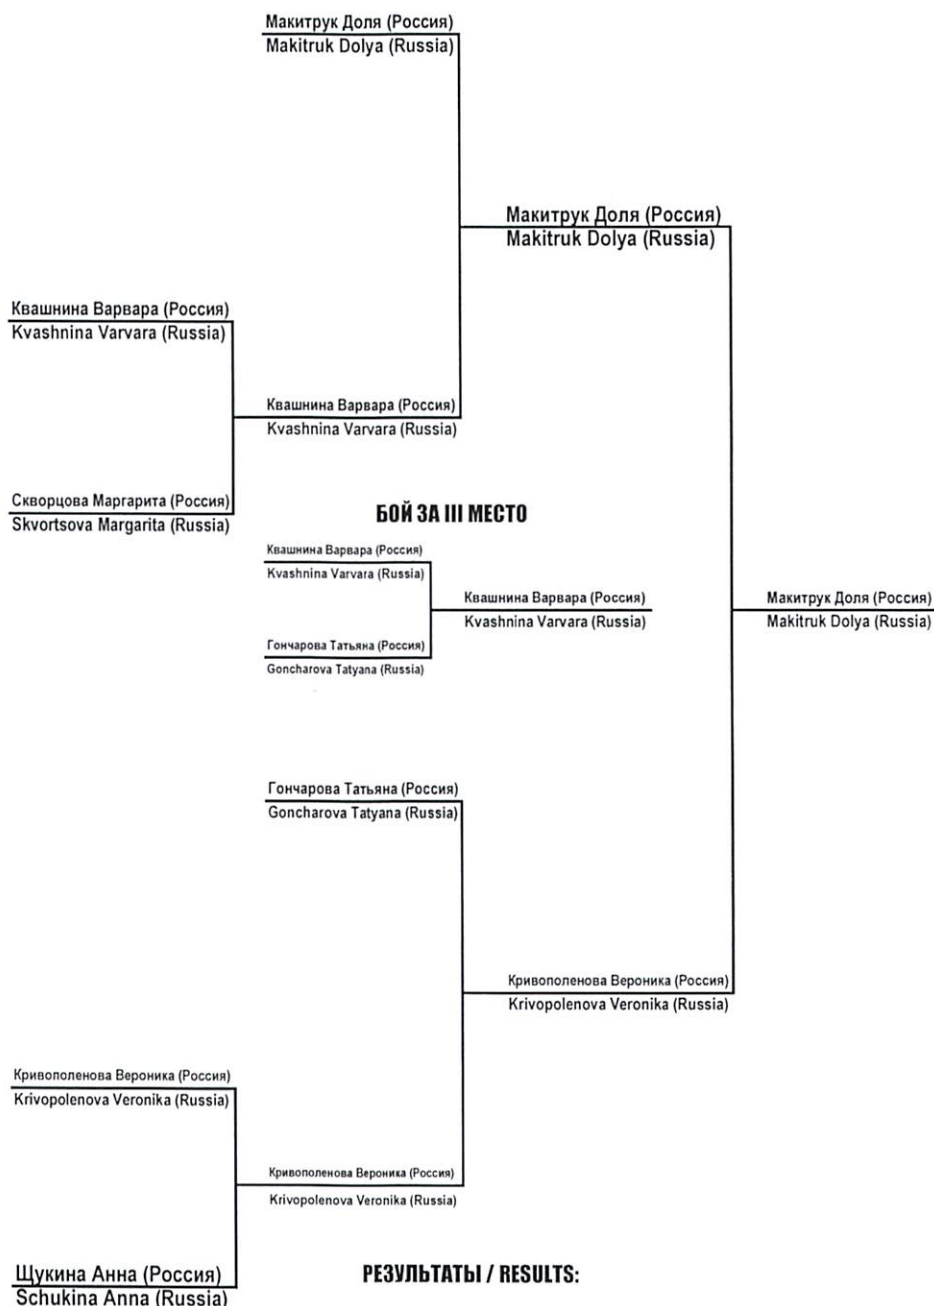 Макитрук Доля (Россия)
Makitruk Dolya (Russia)
Макитрук Доля (Россия)
Makitruk Dolya (Russia)
Квашнина Варвара (Россия)
Kvashnina Varvara (Russia)
Квашнина Варвара (Россия)
Kvashnina Varvara (Russia)
Скворцова Маргарита (Россия)
Skvortsova Margarita (Russia)
БОЙ ЗА III МЕСТО
Квашнина Варвара (Россия)
Kvashnina Varvara (Russia)
Квашнина Варвара (Россия)
Kvashnina Varvara (Russia)
Макитрук Доля (Россия)
Makitruk Dolya (Russia)
Гончарова Татьяна (Россия)
Goncharova Tatyana (Russia)
Гончарова Татьяна (Россия)
Goncharova Tatyana (Russia)
Кривополенова Вероника (Россия)
Krivopolenova Veronika (Russia)
Кривополенова Вероника (Россия)
Krivopolenova Veronika (Russia)
Кривополенова Вероника (Россия)
Krivopolenova Veronika (Russia)
Щукина Анна (Россия)
Schukina Anna (Russia)
РЕЗУЛЬТАТЫ / RESULTS: